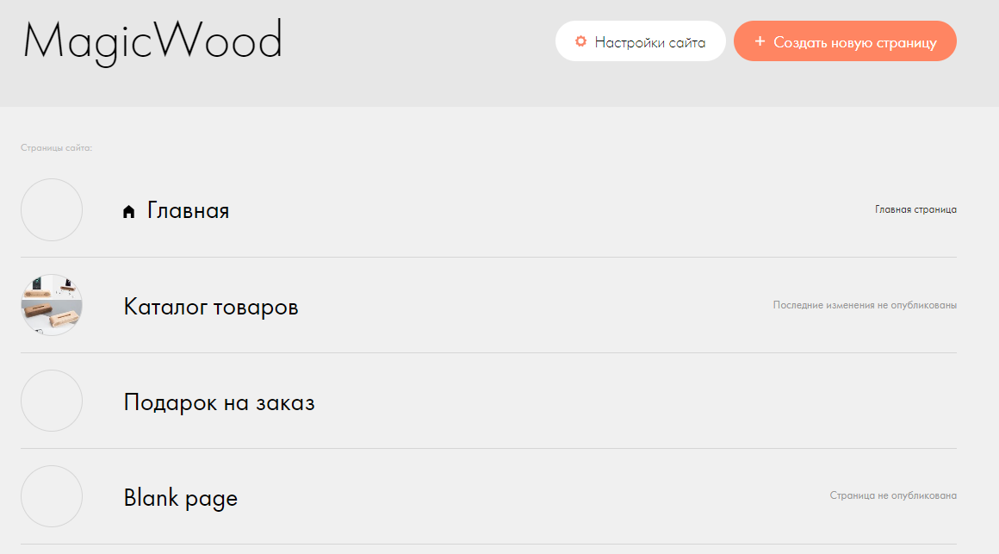 MagicWood
Настройки сайта
+ Создать новую страницу
Страницы сайта:
Главная
Главная страница
Каталог товаров
Последние изменения не опубликованы
Подарок на заказ
Blank page
Страница не опубликована